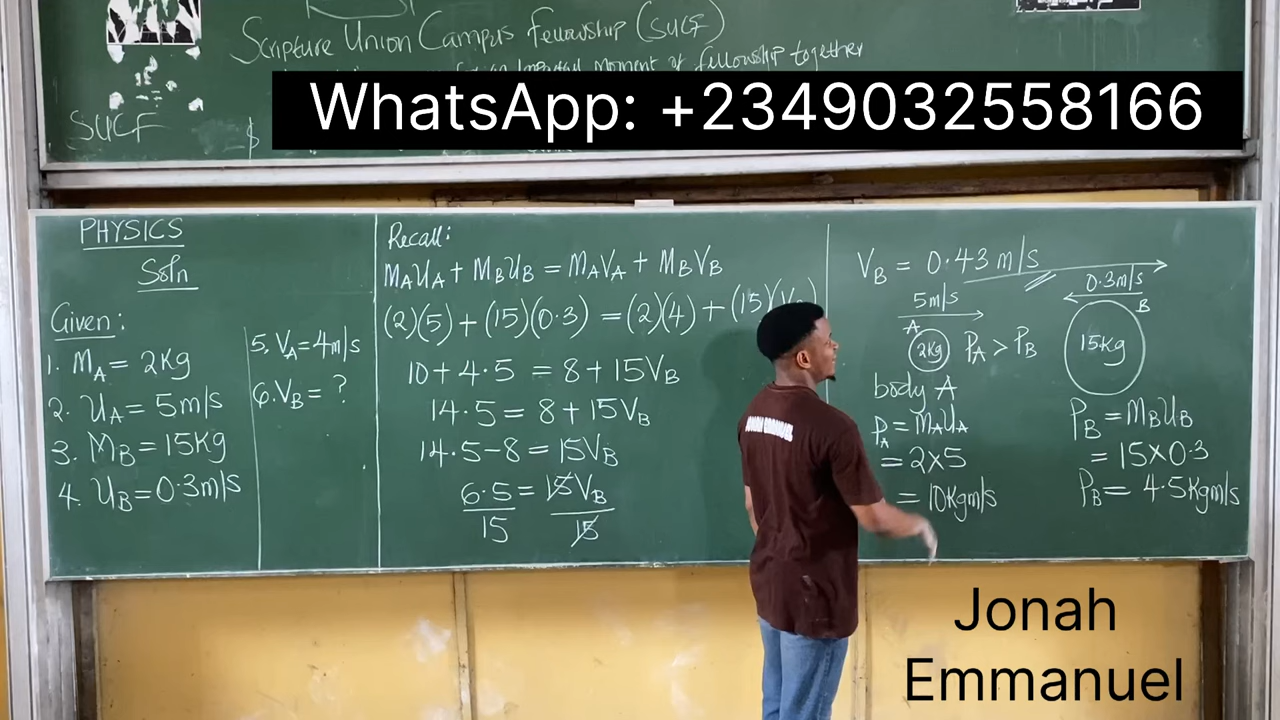 Scripture Union Campus Fellowship (SUCF)
Moment of fellowship together
WhatsApp: +2349032558166
SUCF
PHYSICS
Soln
Given:
1. MA = 2Kg
2. UA = 5m/s
3. MB = 15Kg
4. UB = 0.3m/s
5. VA = 4m/s
6. VB = ?
Recall:
MAUA + MBUB = MAVA + MBVB
(2)(5) + (15)(0.3) = (2)(4) + (15)(V
10 + 4.5 = 8 + 15VB
14.5 = 8 + 15VB
14.5 - 8 = 15VB
6.5 = 15VB
15 15
VB = 0.43 m/s
5m/s
A
2Kg
PA > PB
0.3m/s
B
15kg
body A
PA = MAUA
= 2x5
= 10Kgm/s
PB = MBUB
= 15x0.3
PB = 4.5Kgm/s
Jonah
Emmanuel